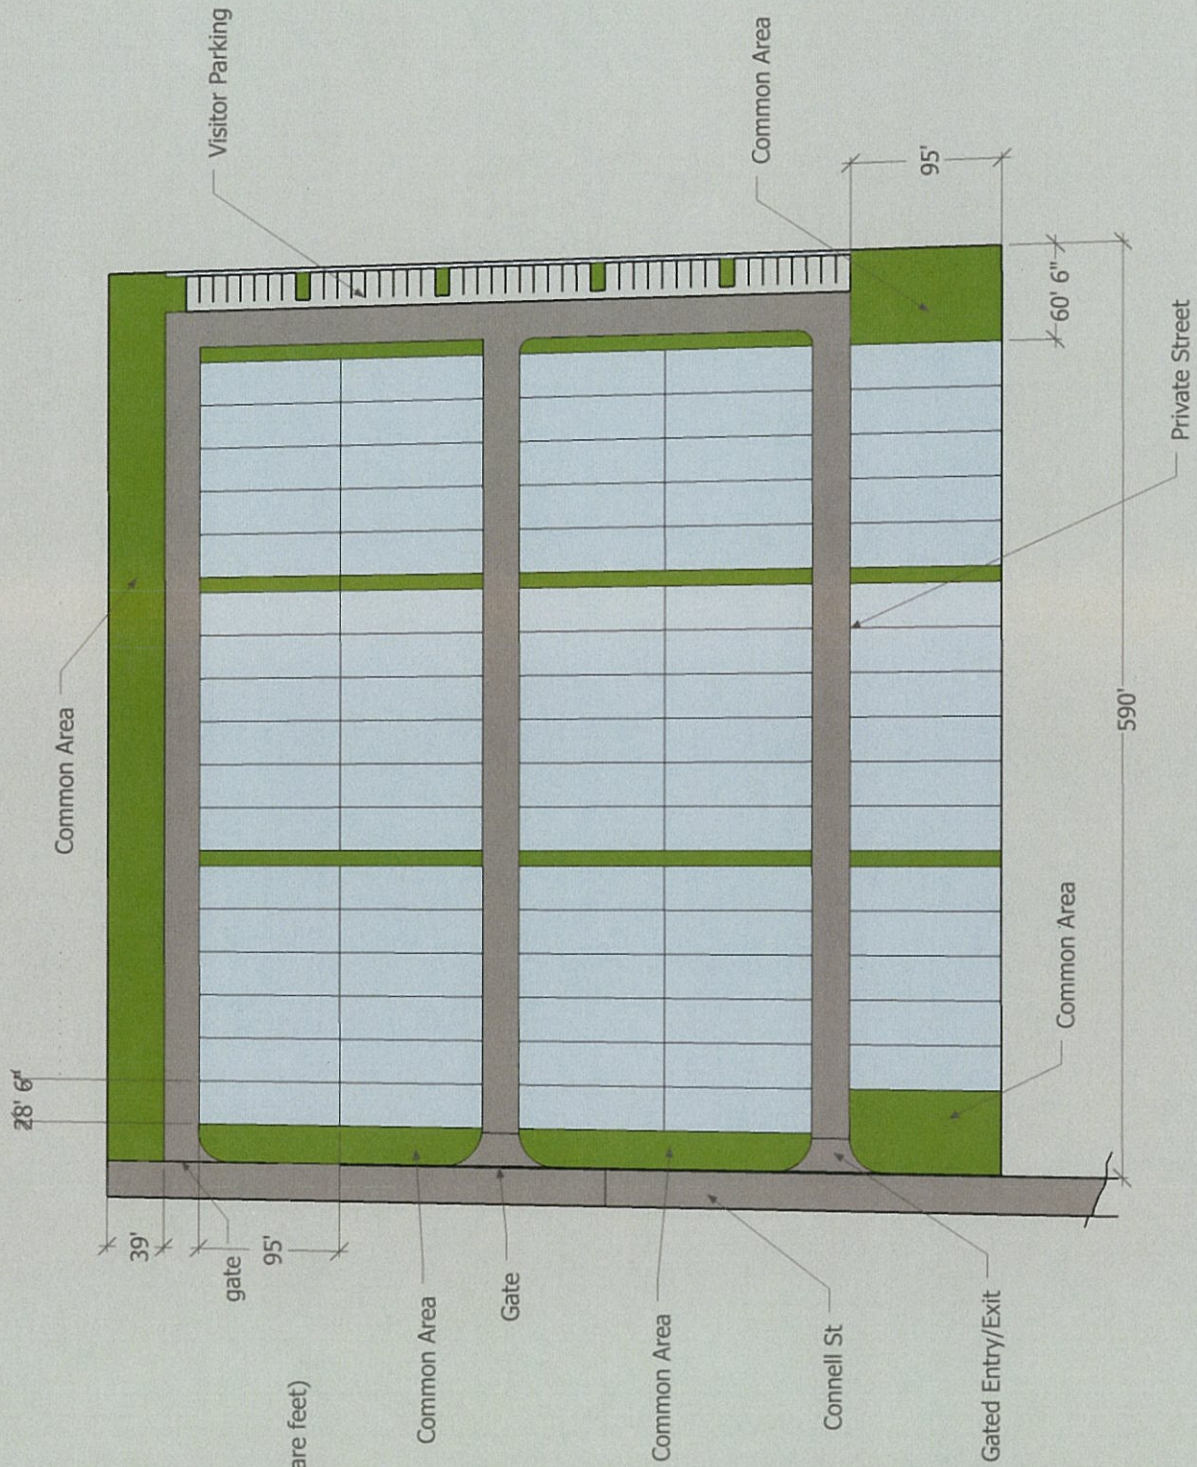 Visitor Parking
Common Area
Common Area
95'
60' 6"
Private Street
590'
Common Area
28' 6"
39'
95'
gate
Common Area
Gate
Common Area
Connell St
Gated Entry/Exit
are feet)